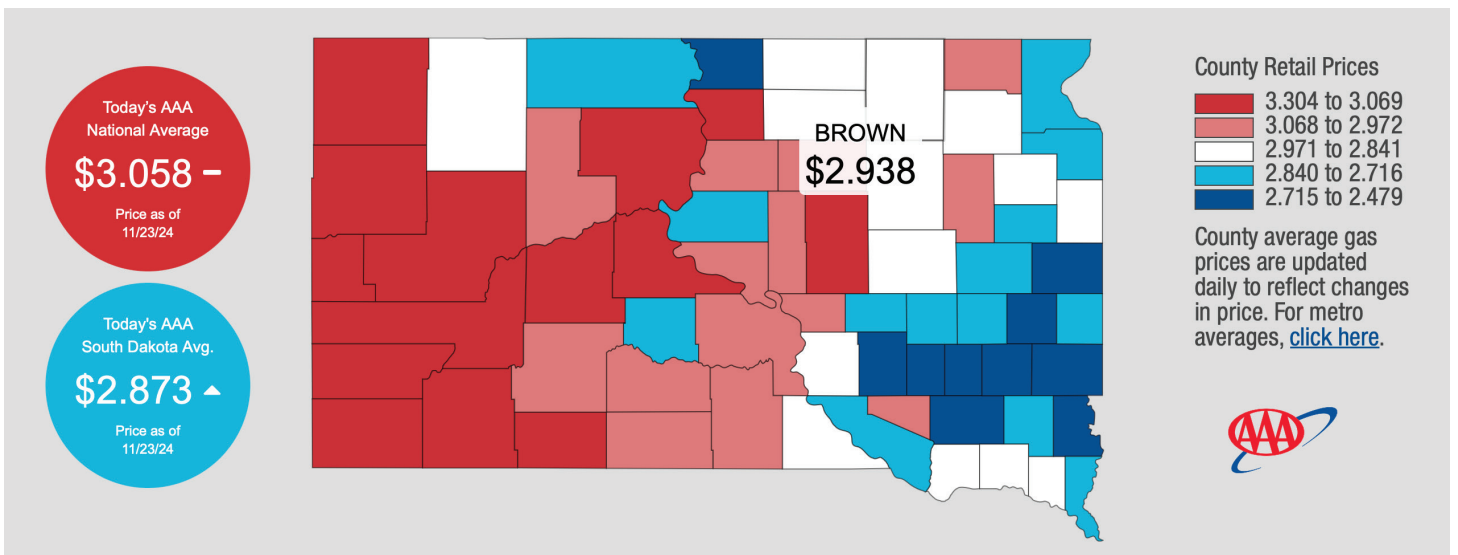 Today's AAA
National Average
$3.058
Price as of
11/23/24
Today's AAA
South Dakota Avg.
$2.873
Price as of
11/23/24
BROWN
$2.938
County Retail Prices
3.304 to 3.069
3.068 to 2.972
2.971 to 2.841
2.840 to 2.716
2.715 to 2.479
County average gas
prices are updated
daily to reflect changes
in price. For metro
averages, click here.
AAA